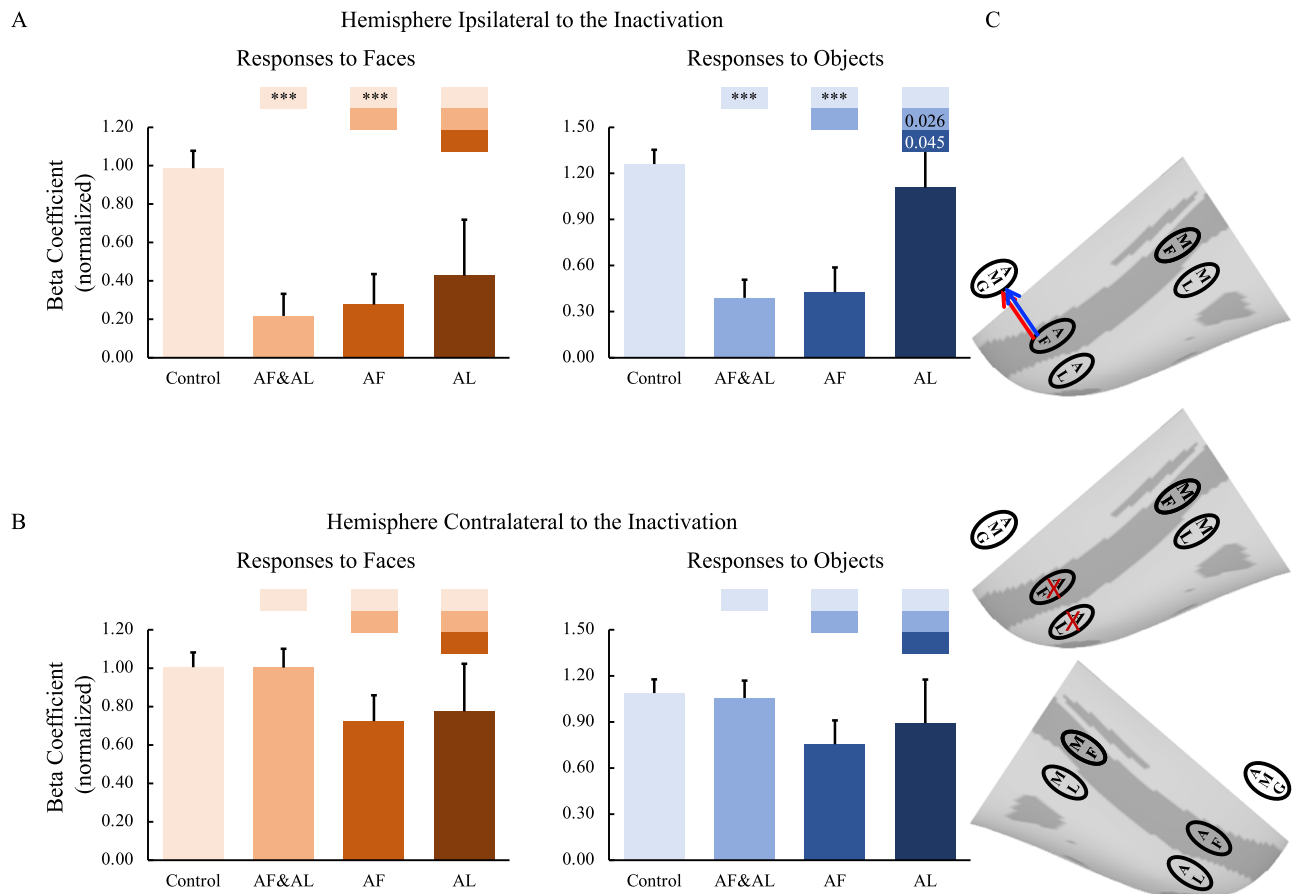 A
Hemisphere Ipsilateral to the Inactivation
C
Responses to Faces
Responses to Objects
*** ***
*** ***
0.026
0.045
Beta Coefficient
(normalized)
1.20
1.00
0.80
0.60
0.40
0.20
0.00
Control AF&AL AF AL
1.50
1.20
0.90
0.60
0.30
0.00
Control AF&AL AF AL
B
Hemisphere Contralateral to the Inactivation
Responses to Faces
Responses to Objects
Beta Coefficient
(normalized)
1.20
1.00
0.80
0.60
0.40
0.20
0.00
Control AF&AL AF AL
1.50
1.20
0.90
0.60
0.30
0.00
Control AF&AL AF AL
MF
ML
AMG
AF
AL
MF
ML
AMG
AF
AL
MF
ML
AMG
AF
AL